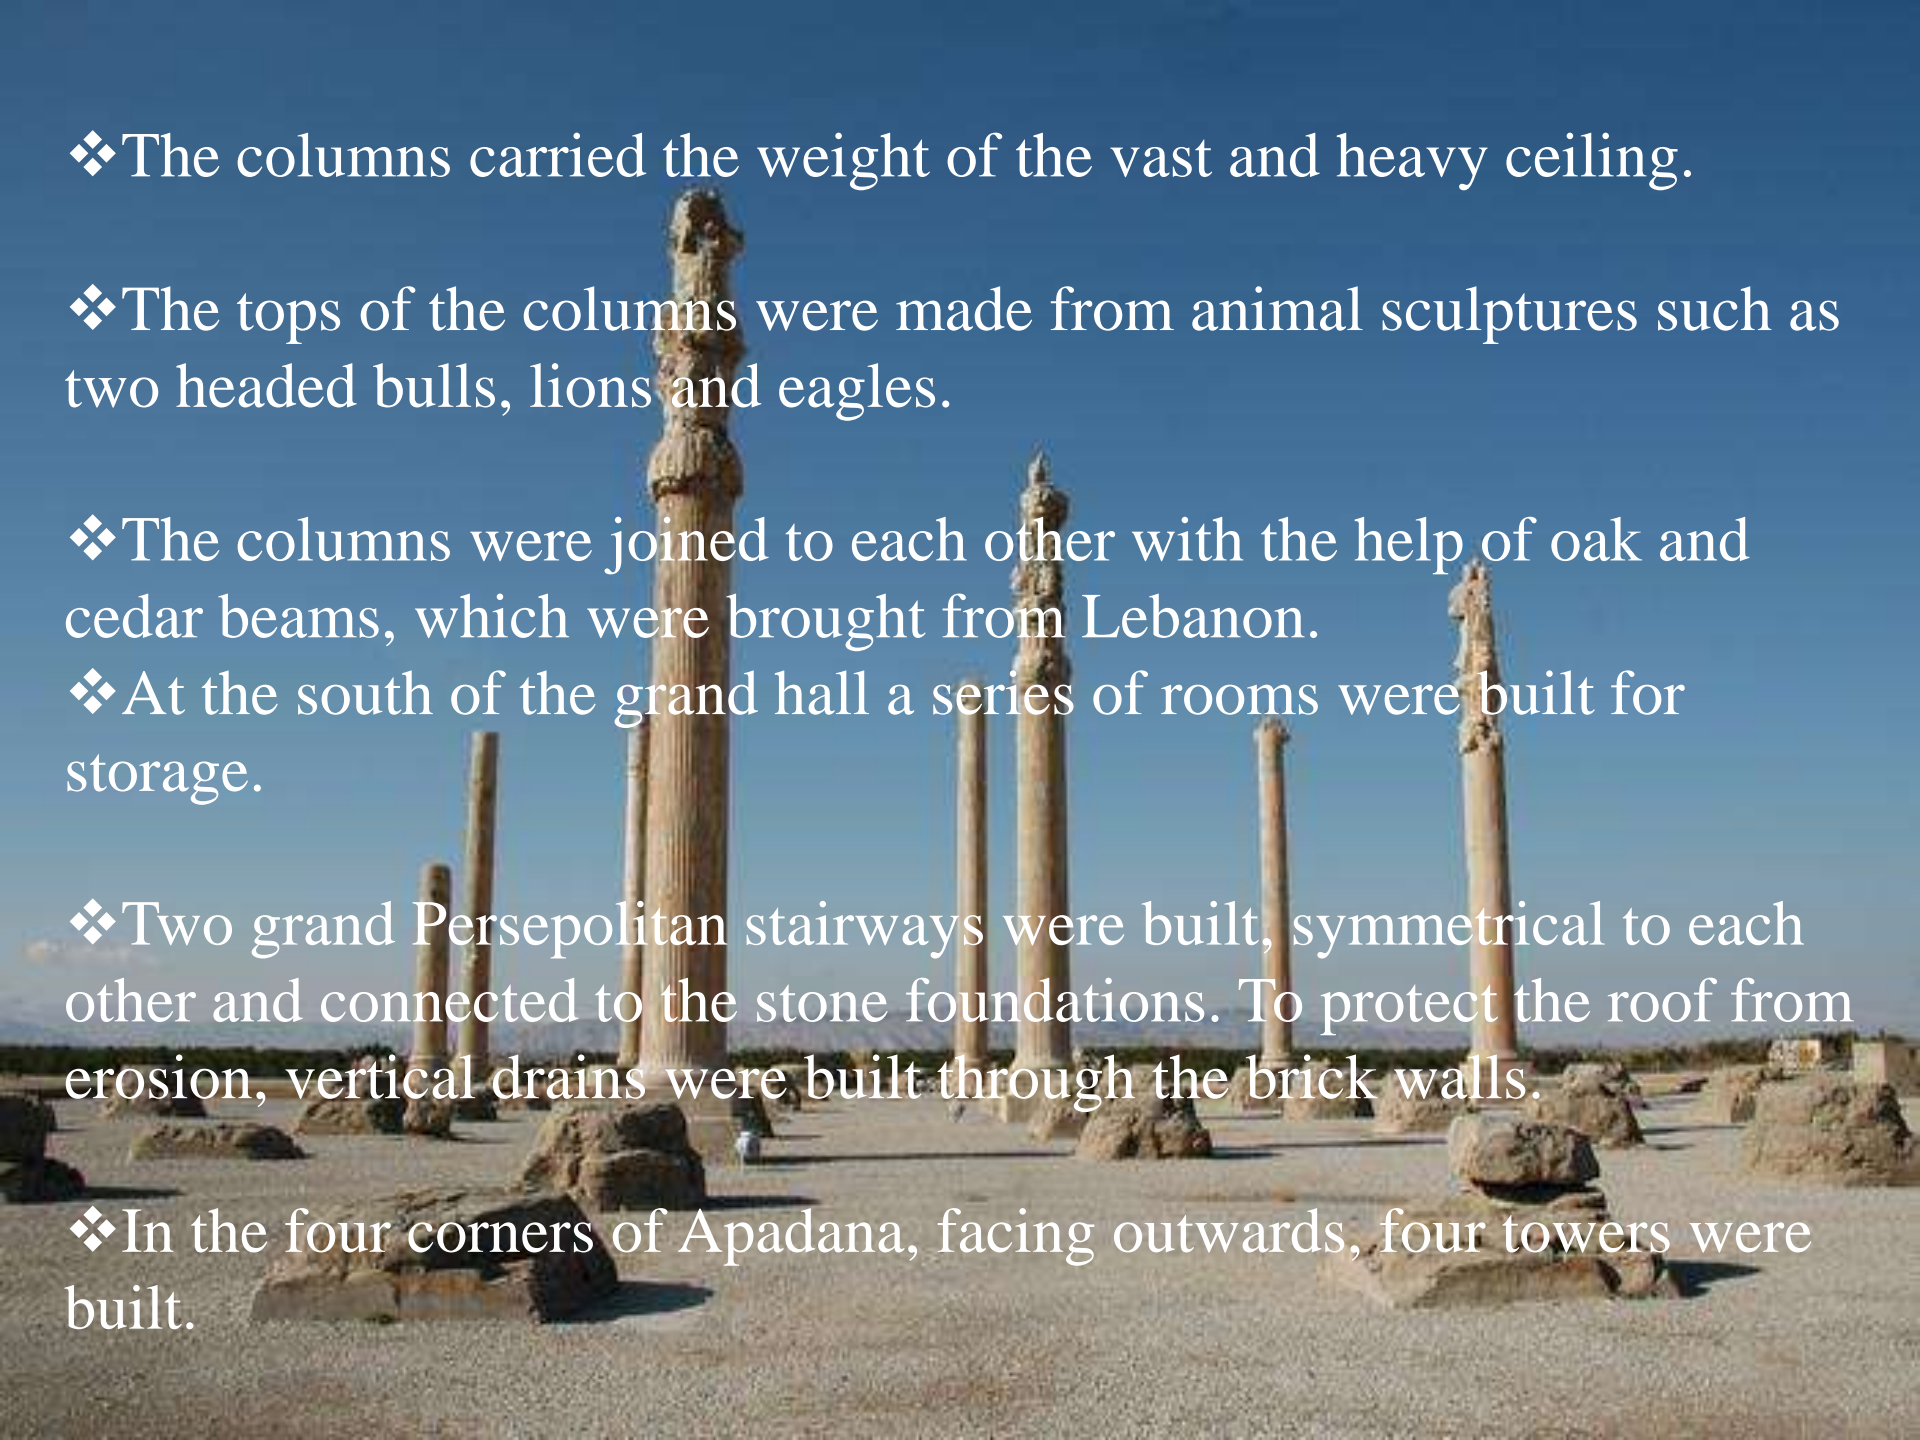 ❖The columns carried the weight of the vast and heavy ceiling.
❖The tops of the columns were made from animal sculptures such as
two headed bulls, lions and eagles.
❖The columns were joined to each other with the help of oak and
cedar beams, which were brought from Lebanon.
❖At the south of the grand hall a series of rooms were built for
storage.
❖Two grand Persepolitan stairways were built, symmetrical to each
other and connected to the stone foundations. To protect the roof from
erosion, vertical drains were built through the brick walls.
❖In the four corners of Apadana, facing outwards, four towers were
built.